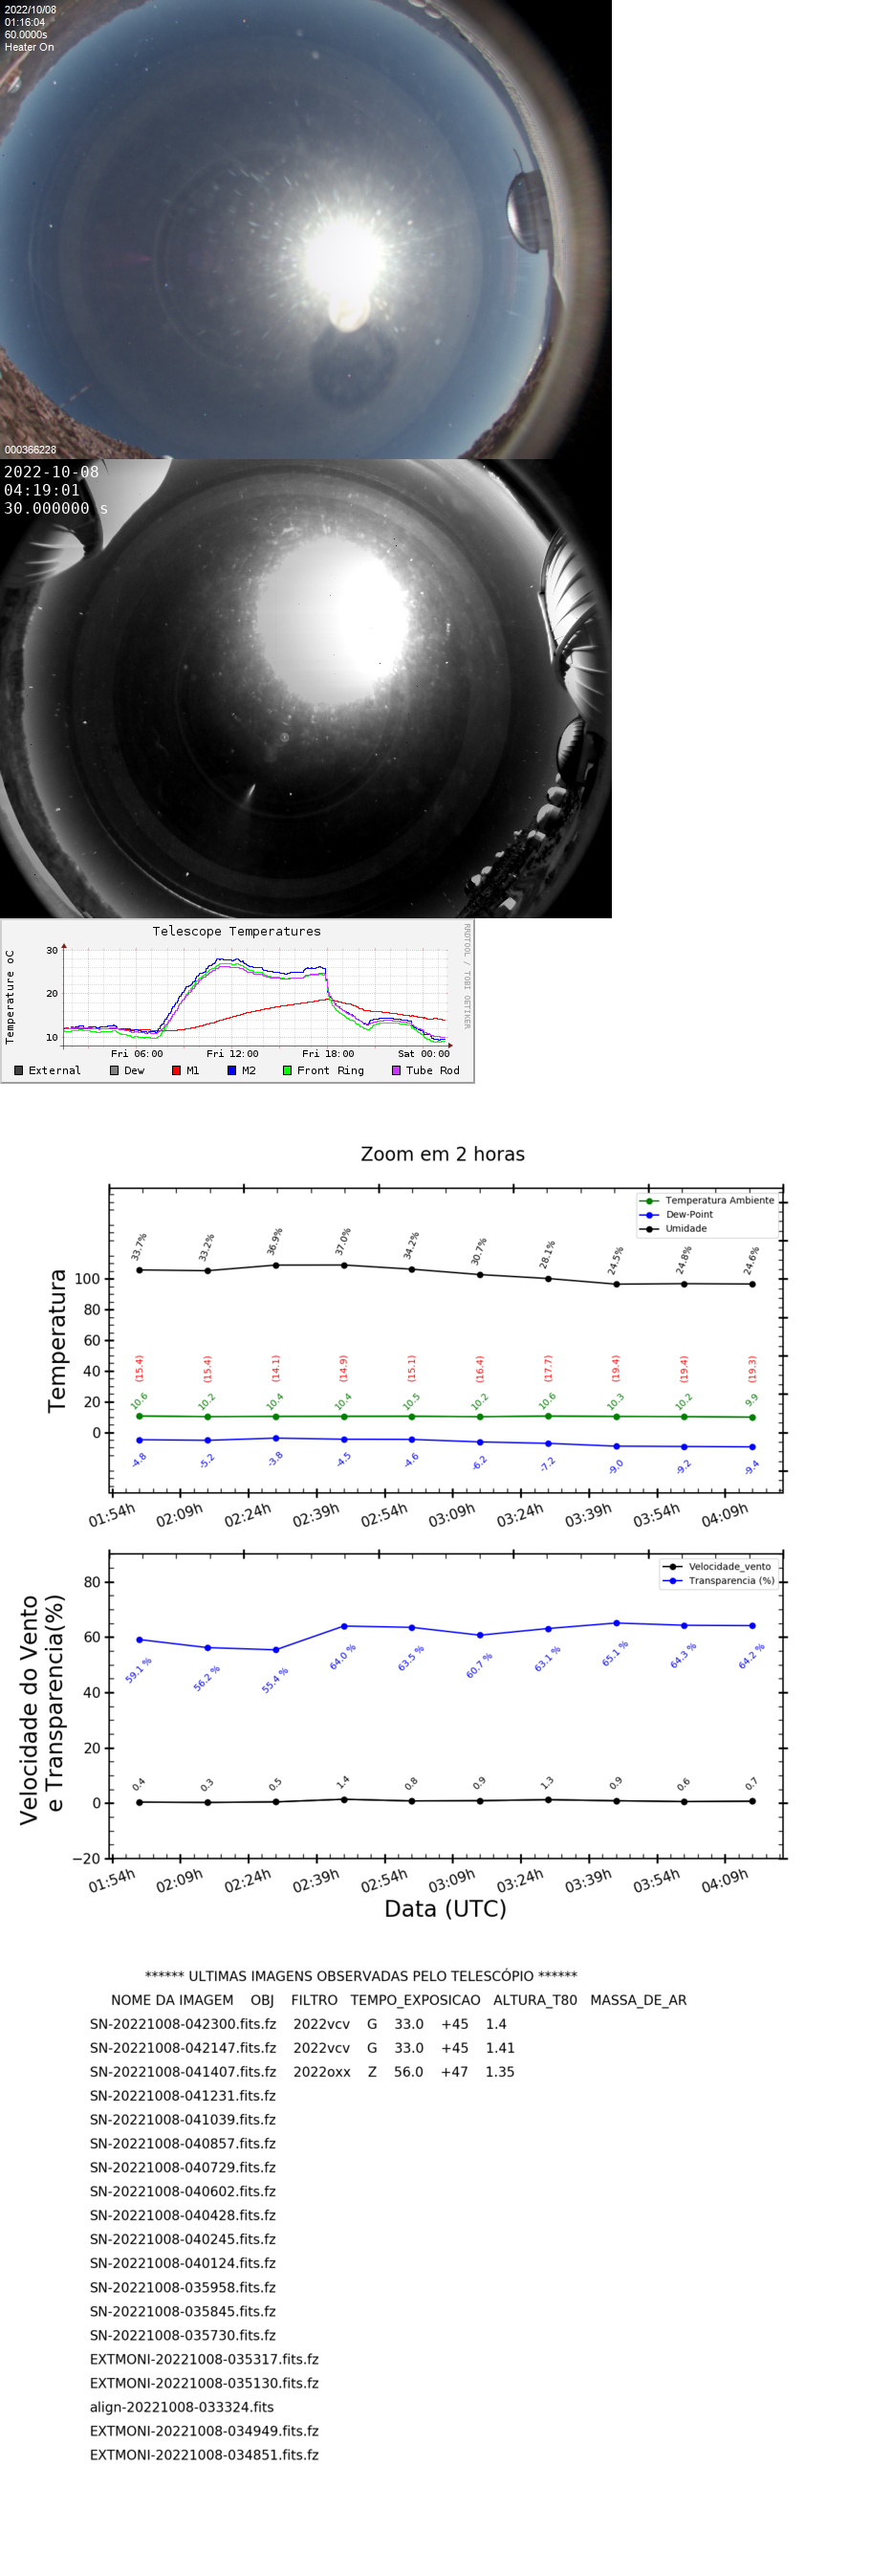 2022/10/08
01:16:04
60.0000s
Heater On
000366228
2022-10-08
04:19:01
30.000000 s
Telescope Temperatures
RRDTOOL / TOBI OETIKER
Temperature oC
30
20
10
Fri 06:00 Fri 12:00 Fri 18:00 Sat 00:00
External Dew M1 M2 Front Ring Tube Rod
Zoom em 2 horas
Temperatura Ambiente
Dew-Point
Umidade
Temperatura
100
80
60
40
20
0
33.7% 33.2% 36.9% 37.0% 34.2% 30.7% 28.1% 24.5% 24.8% 24.6%
(15.4) (15.4) (14.1) (14.9) (15.1) (16.4) (17.7) (19.4) (19.4) (19.3)
10.6 10.2 10.4 10.4 10.5 10.2 10.6 10.3 10.2 9.9
-4.8 -5.2 -3.8 -4.5 -4.6 -6.2 -7.2 -9.0 -9.2 -9.4
01:54h 02:09h 02:24h 02:39h 02:54h 03:09h 03:24h 03:39h 03:54h 04:09h
Velocidade_vento
Transparencia (%)
Velocidade do Vento
e Transparencia(%)
80
60
40
20
0
−20
59.1 % 56.2 % 55.4 % 64.0 % 63.5 % 60.7 % 63.1 % 65.1 % 64.3 % 64.2 %
0.4 0.3 0.5 1.4 0.8 0.9 1.3 0.9 0.6 0.7
01:54h 02:09h 02:24h 02:39h 02:54h 03:09h 03:24h 03:39h 03:54h 04:09h
Data (UTC)
****** ULTIMAS IMAGENS OBSERVADAS PELO TELESCÓPIO ******
NOME DA IMAGEM OBJ FILTRO TEMPO_EXPOSICAO ALTURA_T80 MASSA_DE_AR
SN-20221008-042300.fits.fz 2022vcv G 33.0 +45 1.4
SN-20221008-042147.fits.fz 2022vcv G 33.0 +45 1.41
SN-20221008-041407.fits.fz 2022oxx Z 56.0 +47 1.35
SN-20221008-041231.fits.fz
SN-20221008-041039.fits.fz
SN-20221008-040857.fits.fz
SN-20221008-040729.fits.fz
SN-20221008-040602.fits.fz
SN-20221008-040428.fits.fz
SN-20221008-040245.fits.fz
SN-20221008-040124.fits.fz
SN-20221008-035958.fits.fz
SN-20221008-035845.fits.fz
SN-20221008-035730.fits.fz
EXTMONI-20221008-035317.fits.fz
EXTMONI-20221008-035130.fits.fz
align-20221008-033324.fits
EXTMONI-20221008-034949.fits.fz
EXTMONI-20221008-034851.fits.fz